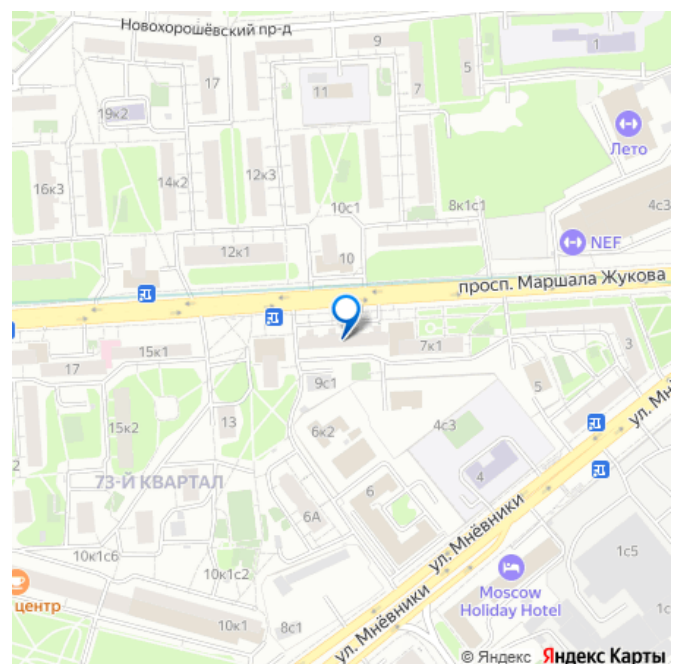 Новохорошёвский пр-д
9
1
5
17
11
7
19к2
Лето
14к2
12к3
16к3
10с1
8к1с1
4с3
12к1
10
NEF
просп. Маршала Жукова
15к1
7к1
3
17
9с1
5
15к2
13
6к2
4с3
ул. Мнё
73-Й КВАРТАЛ
6
4
6А
ул. Мнёвники
10к1с6
10к1с2
1с5
центр
Moscow
Holiday Hotel
1с
10к1
8с1
ул. Мнёвники
© Яндекс Яндекс Карты